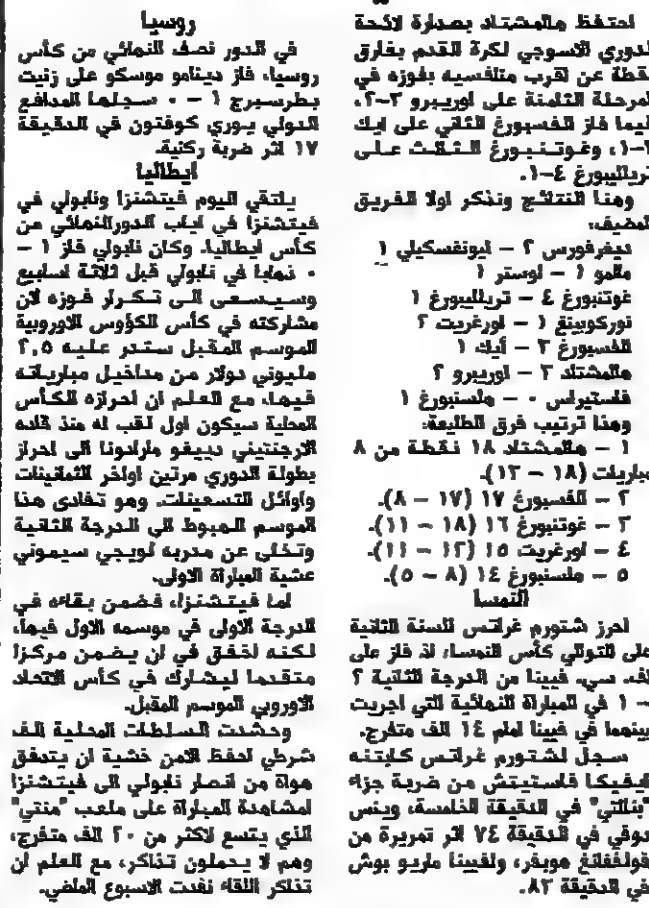 احتفظ هالمشتاد بصدارة لائحة
الدوري الاسوجي لكرة القدم بفارق
نقطة عن اقرب منافسيه بفوزه في
المرحلة الثامنة على اوريبرو ٣-٢،
فيما فاز الفسبورغ الثاني على ايك
٢-١، وغوتنبورغ الثالث على
تريلليبورغ ٤-١.
وهنا النتائج ونذكر اولا الفريق
المضيف:
ديغرفورس ٢ – ليونفسكيلي ١
مالمو ١ – اوستر ١
غوتنبورغ ٤ – تريلليبورغ ١
نوركوبينغ ١ – اورغريت ٢
الفسبورغ ٢ – أيك ١
هالمشتاد ٣ – اوريبرو ٢
فاستيراس ٠ – هلسنبورغ ١
وهنا ترتيب فرق الطليعة:
١ – هالمشتاد ١٨ نقطة من ٨
مباريات (١٨ – ١٢).
٢ – الفسبورغ ١٧ (١٧ – ٨).
٣ – غوتنبورغ ١٦ (١٨ – ١١).
٤ – اورغريت ١٥ (١٢ – ١١).
٥ – هلسنبورغ ١٤ (٨ – ٥).
النمسا
احرز شتورم غراتس للسنة الثانية
على التوالي كأس النمسا، اذ فاز على
اف. سي. فيينا من الدرجة الثانية ٢
– ١ في المباراة النهائية التي اجريت
بينهما في فيينا امام ١٤ الف متفرج.
سجل لشتورم غراتس كابتنه
ايفيكا فاستيتش من ضربة جزاء
"بنالتي" في الدقيقة الخامسة، وينس
دوفي في الدقيقة ٧٤ اثر تمريرة من
فولفغانغ هوبفر، ولفيينا ماريو بوش
في الدقيقة ٨٢.
روسيا
في الدور نصف النهائي من كأس
روسيا، فاز دينامو موسكو على زنيت
بطرسبرج ١ – ٠ سجلها المدافع
الدولي يوري كوفتون في الدقيقة
١٧ اثر ضربة ركنية.
ايطاليا
يلتقي اليوم فيتشنزا ونابولي في
فيتشنزا في اياب الدورالنهائي من
كأس ايطاليا. وكان نابولي فاز ١ –
٠ ذهابا في نابولي قبل ثلاثة اسابيع
وسيسعى الى تكرار فوزه لان
مشاركته في كأس الكؤوس الاوروبية
الموسم المقبل ستدر عليه ٢,٥
مليوني دولار من مداخيل مبارياته
فيها، مع العلم ان احرازه الكأس
المحلية سيكون اول لقب له منذ قاده
الارجنتيني دييغو مارادونا الى احراز
بطولة الدوري مرتين اواخر الثمانينات
واوائل التسعينات. وهو تفادى هذا
الموسم الهبوط الى الدرجة الثانية
وتخلى عن مدربه لويجي سيموني
عشية المباراة الاولى.
اما فيتشنزا، فضمن بقاءه في
الدرجة الاولى في موسمه الاول فيها،
لكنه اخفق في ان يضمن مركزا
متقدما ليشارك في كأس الاتحاد
الاوروبي الموسم المقبل.
وحشدت السلطات المحلية الف
شرطي لحفظ الامن خشية ان يتدفق
هواة من انصار نابولي الى فيتشنزا
لمشاهدة المباراة على ملعب "منتي"
الذي يتسع لاكثر من ٢٠ الف متفرج،
وهم لا يحملون تذاكر، مع العلم ان
تذاكر اللقاء نفدت الاسبوع الماضي.